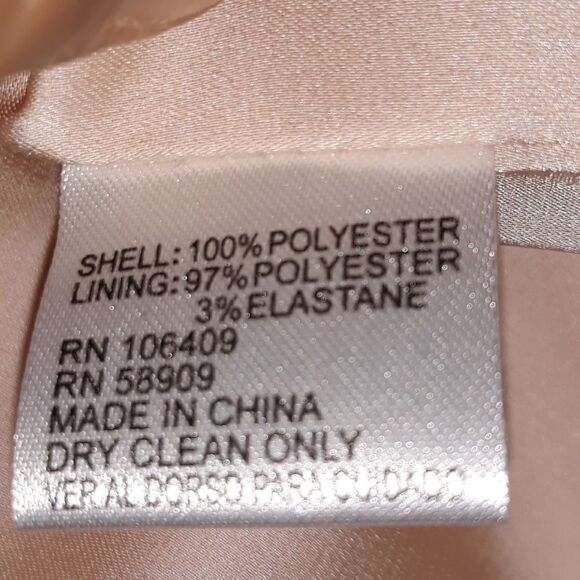 SHELL: 100% POLYESTER
LINING: 97% POLYESTER
3% ELASTANE
RN 106409
RN 58909
MADE IN CHINA
DRY CLEAN ONLY
VER AL DORSO PARA CUIDADO